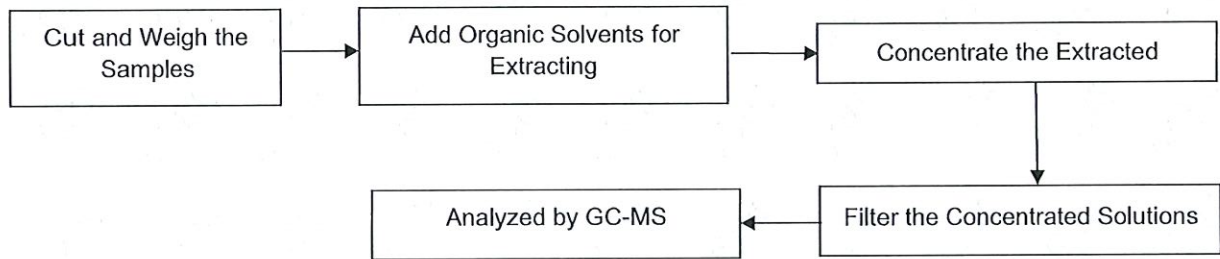 Cut and Weigh the
Samples
Add Organic Solvents for
Extracting
Concentrate the Extracted
Filter the Concentrated Solutions
Analyzed by GC-MS